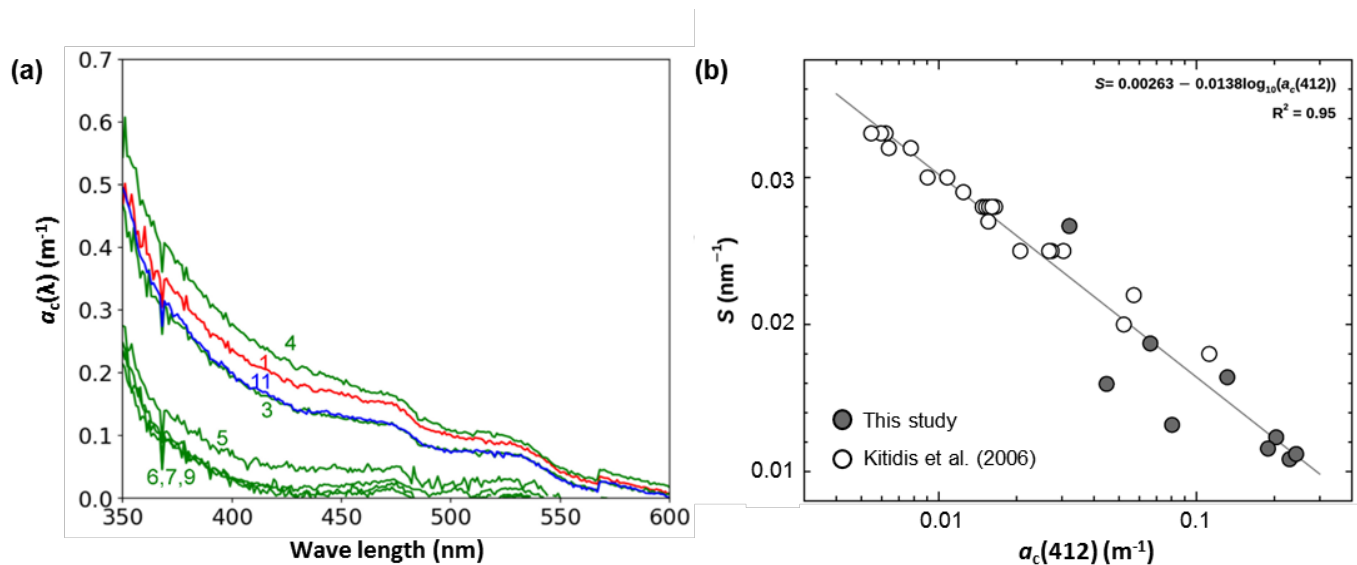 (a)
0.7
0.6
0.5
0.4
0.3
0.2
0.1
0.0
a_c(λ) (m⁻¹)
4
1
11
3
5
6,7,9
350
400
450
500
550
600
Wave length (nm)
(b)
S= 0.00263 − 0.0138log₁₀(a_c(412))
R² = 0.95
0.03
0.02
0.01
S (nm⁻¹)
This study
Kitidis et al. (2006)
0.01
0.1
a_c(412) (m⁻¹)